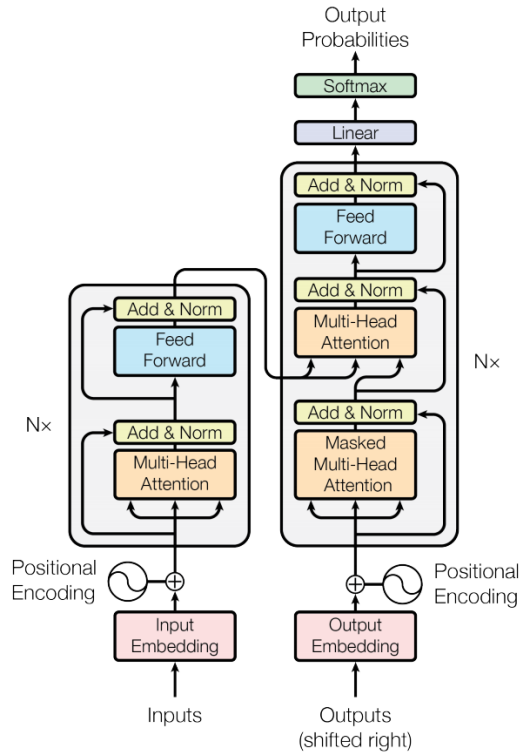 Output
Probabilities
Softmax
Linear
Add & Norm
Feed
Forward
Add & Norm
Multi-Head
Attention
Add & Norm
Masked
Multi-Head
Attention
N×
Add & Norm
Feed
Forward
Add & Norm
Multi-Head
Attention
N×
Positional
Encoding
Positional
Encoding
Input
Embedding
Output
Embedding
Inputs
Outputs
(shifted right)